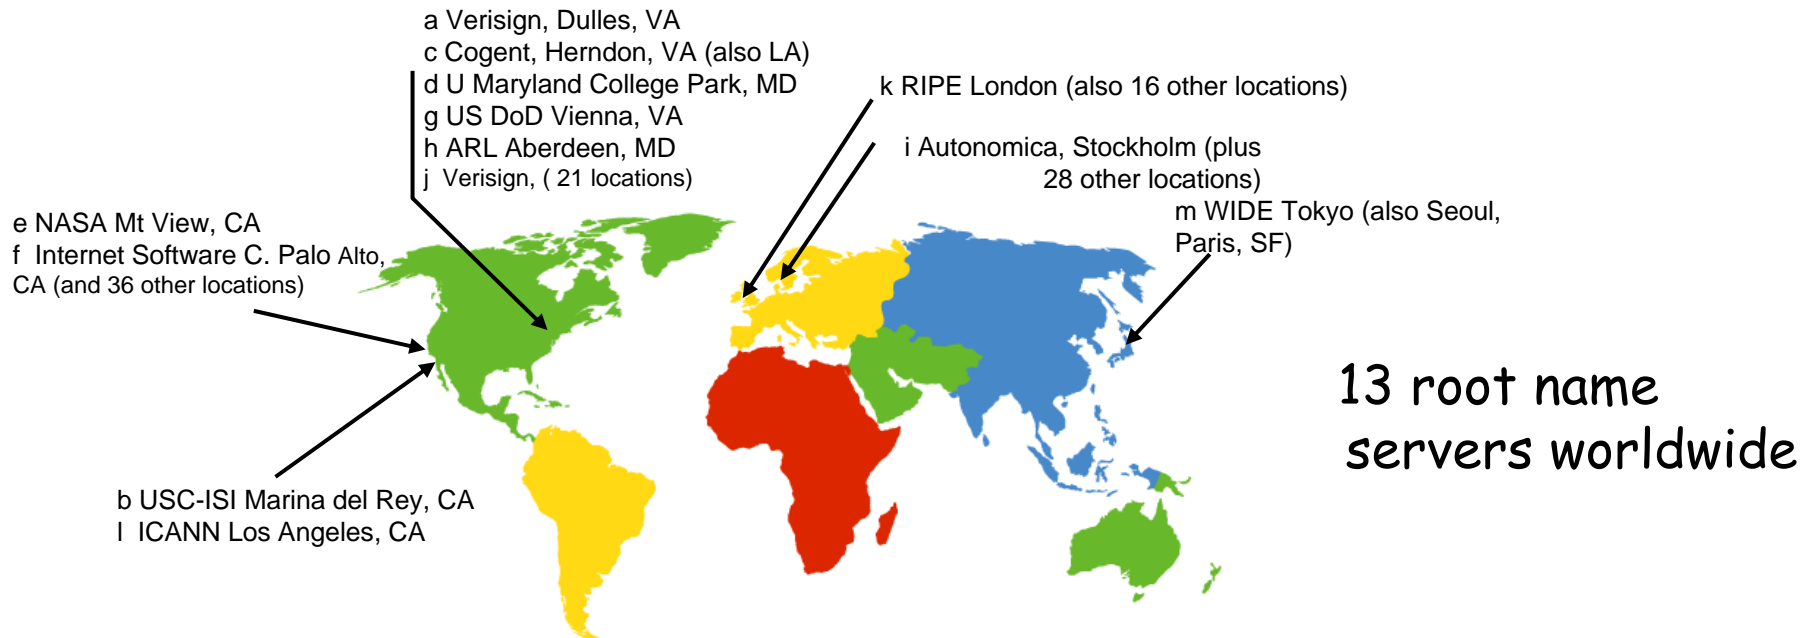 a Verisign, Dulles, VA
c Cogent, Herndon, VA (also LA)
d U Maryland College Park, MD
g US DoD Vienna, VA
h ARL Aberdeen, MD
j Verisign, ( 21 locations)
k RIPE London (also 16 other locations)
i Autonomica, Stockholm (plus
28 other locations)
m WIDE Tokyo (also Seoul,
Paris, SF)
e NASA Mt View, CA
f Internet Software C. Palo Alto,
CA (and 36 other locations)
13 root name
servers worldwide
b USC-ISI Marina del Rey, CA
l ICANN Los Angeles, CA